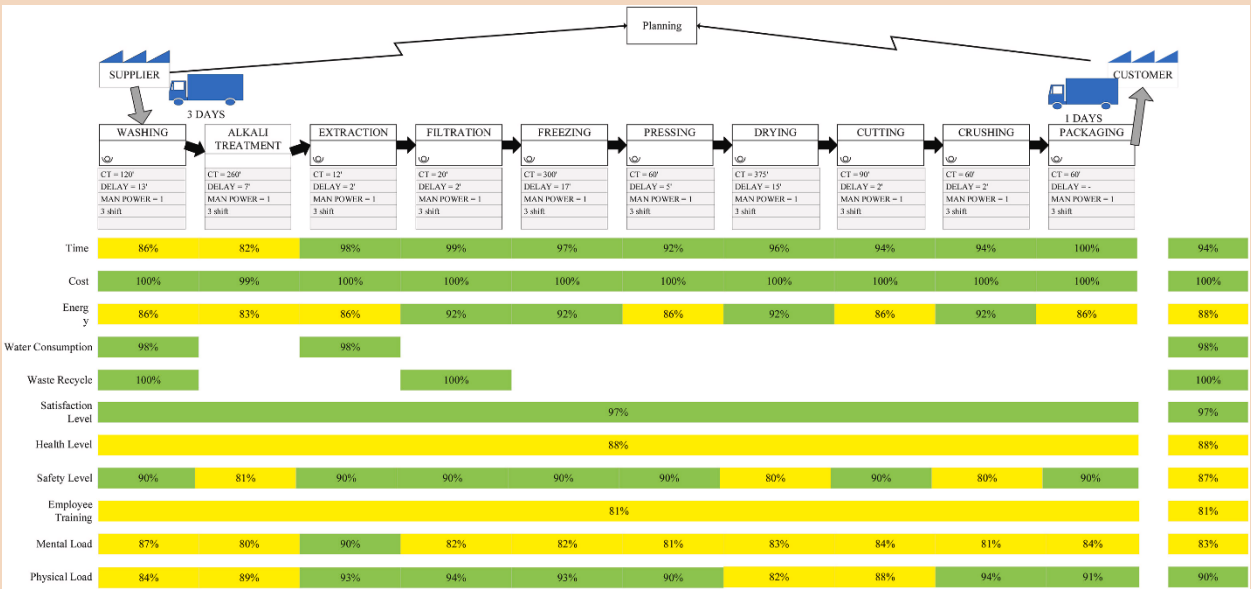 Planning
SUPPLIER
CUSTOMER
3 DAYS
1 DAYS
WASHING
ALKALI
TREATMENT
EXTRACTION
FILTRATION
FREEZING
PRESSING
DRYING
CUTTING
CRUSHING
PACKAGING
CT = 120' CT = 260' CT = 12' CT = 20' CT = 300' CT = 60' CT = 375' CT = 90' CT = 60' CT = 60'
DELAY = 13' DELAY = 7' DELAY = 2' DELAY = 2' DELAY = 17' DELAY = 5' DELAY = 15' DELAY = 2' DELAY = 2' DELAY = -
MAN POWER = 1 MAN POWER = 1 MAN POWER = 1 MAN POWER = 1 MAN POWER = 1 MAN POWER = 1 MAN POWER = 1 MAN POWER = 1 MAN POWER = 1 MAN POWER = 1
3 shift 3 shift 3 shift 3 shift 3 shift 3 shift 3 shift 3 shift 3 shift 3 shift
Time 86% 82% 98% 99% 97% 92% 96% 94% 94% 100% 94%
Cost 100% 99% 100% 100% 100% 100% 100% 100% 100% 100% 100%
Energ
y 86% 83% 86% 92% 92% 86% 92% 86% 92% 86% 88%
Water Consumption 98% 98% 98%
Waste Recycle 100% 100% 100%
Satisfaction
Level 97% 97%
Health Level 88% 88%
Safety Level 90% 81% 90% 90% 90% 90% 80% 90% 80% 90% 87%
Employee
Training 81% 81%
Mental Load 87% 80% 90% 82% 82% 81% 83% 84% 81% 84% 83%
Physical Load 84% 89% 93% 94% 93% 90% 82% 88% 94% 91% 90%